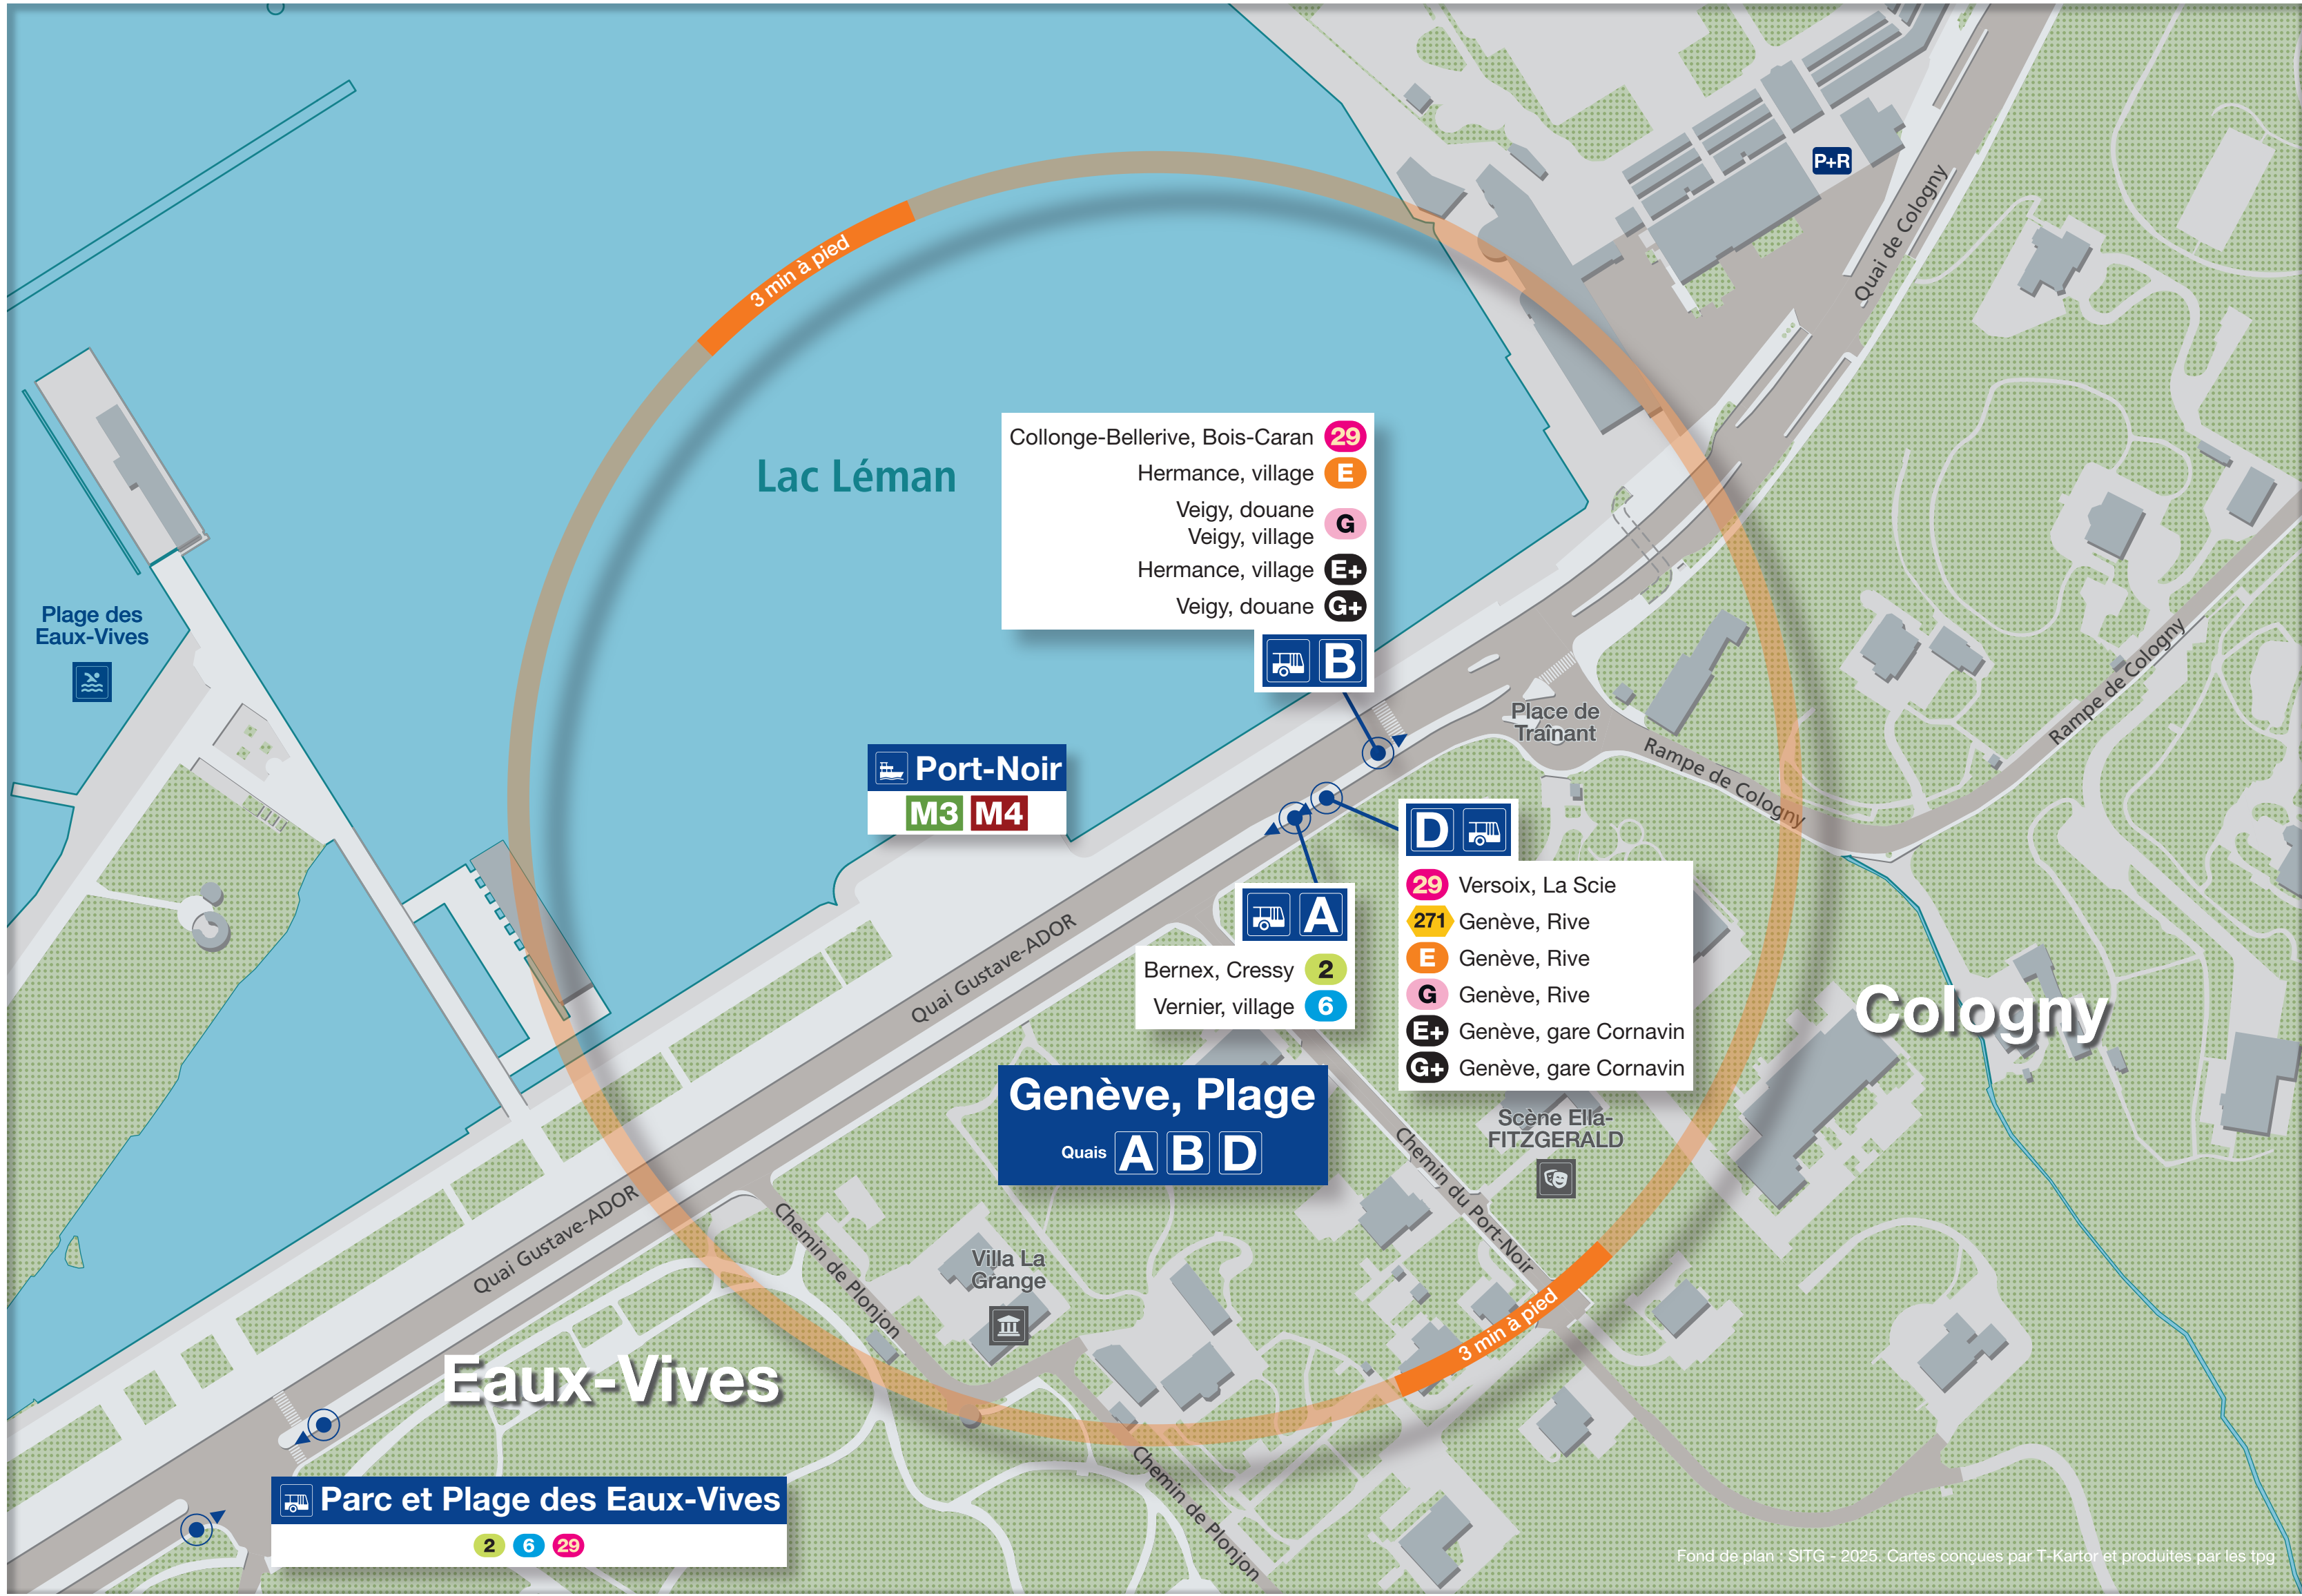 P+R
Quai de Cologny
3 min à pied
Collonge-Bellerive, Bois-Caran 29
Hermance, village E
Veigy, douane
Veigy, village
G
Hermance, village E+
Veigy, douane G+
B
Lac Léman
Plage des
Eaux-Vives
Place de
Traînant
Rampe de Cologny
Rampe de Cologny
Port-Noir
M3 M4
D
29 Versoix, La Scie
271 Genève, Rive
E Genève, Rive
G Genève, Rive
E+ Genève, gare Cornavin
G+ Genève, gare Cornavin
A
Bernex, Cressy 2
Vernier, village 6
Quai Gustave-ADOR
Cologny
Genève, Plage
Quais A B D
Scène Ella-
FITZGERALD
Chemin du Port-Noir
Quai Gustave-ADOR
Chemin de Plonjon
Villa La
Grange
3 min à pied
Eaux-Vives
Chemin de Plonjon
Parc et Plage des Eaux-Vives
2 6 29
Fond de plan : SITG - 2025. Cartes conçues par T-Kartor et produites par les tpg